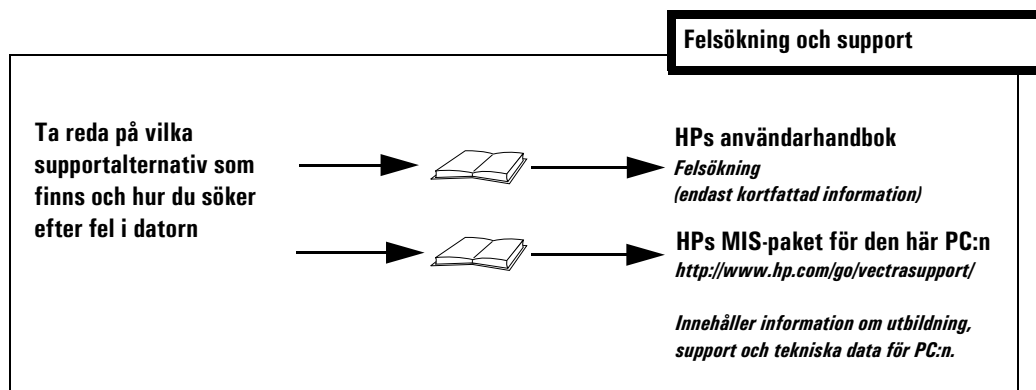 Felsökning och support
Ta reda på vilka
supportalternativ som
finns och hur du söker
efter fel i datorn
HPs användarhandbok
Felsökning
(endast kortfattad information)
HPs MIS-paket för den här PC:n
http://www.hp.com/go/vectrasupport/
Innehåller information om utbildning,
support och tekniska data för PC:n.